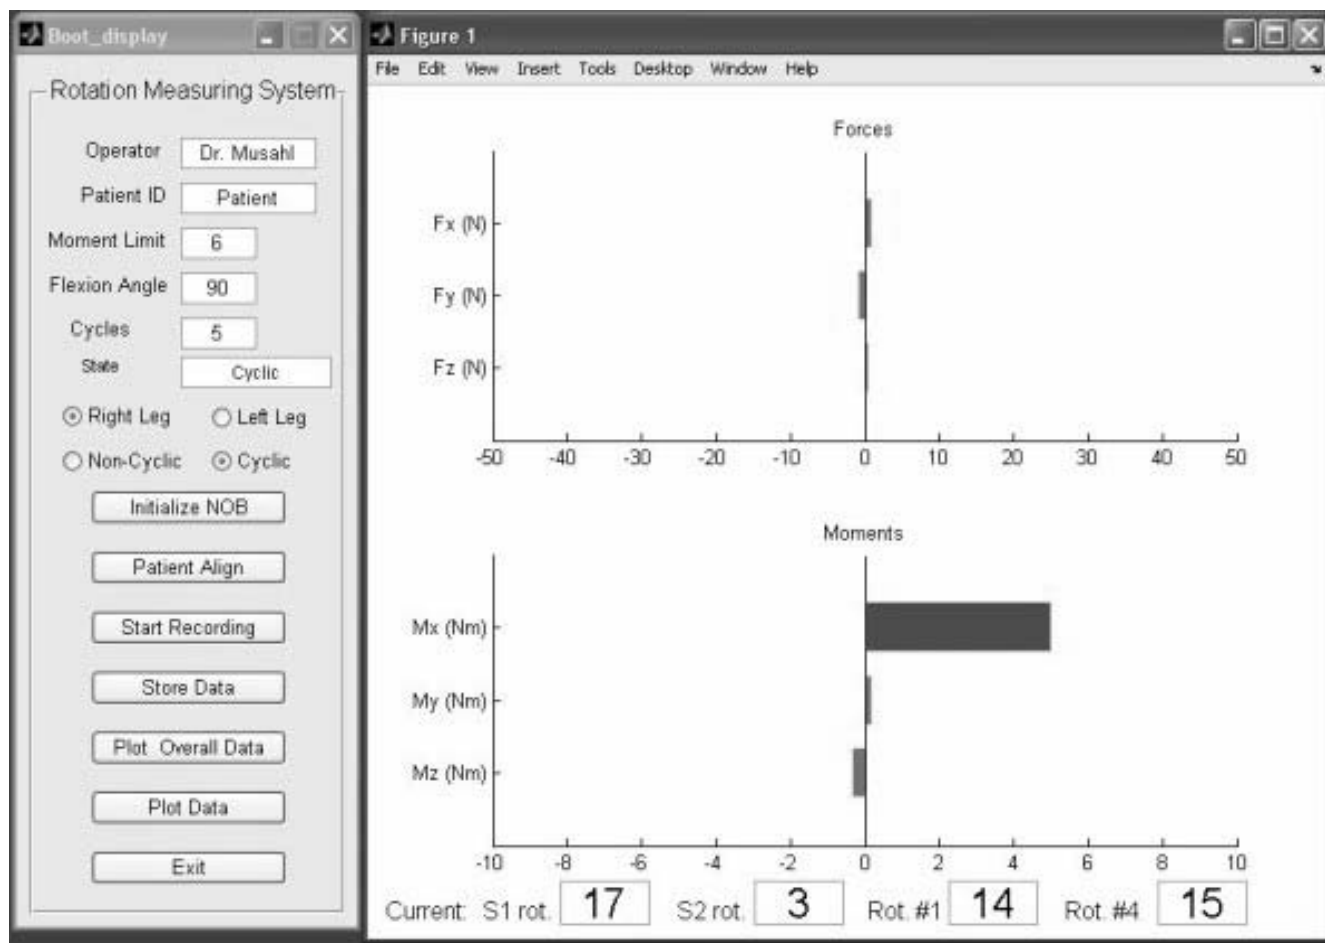 Boot_display
Rotation Measuring System
Operator Dr. Musahl
Patient ID Patient
Moment Limit 6
Flexion Angle 90
Cycles 5
State Cyclic
Right Leg Left Leg
Non-Cyclic Cyclic
Initialize NOB
Patient Align
Start Recording
Store Data
Plot Overall Data
Plot Data
Exit
Figure 1
File Edit View Insert Tools Desktop Window Help
Forces
Fx (N)
Fy (N)
Fz (N)
-50 -40 -30 -20 -10 0 10 20 30 40 50
Moments
Mx (Nm)
My (Nm)
Mz (Nm)
-10 -8 -6 -4 -2 0 2 4 6 8 10
Current: S1 rot. 17 S2 rot. 3 Rot. #1 14 Rot. #4 15